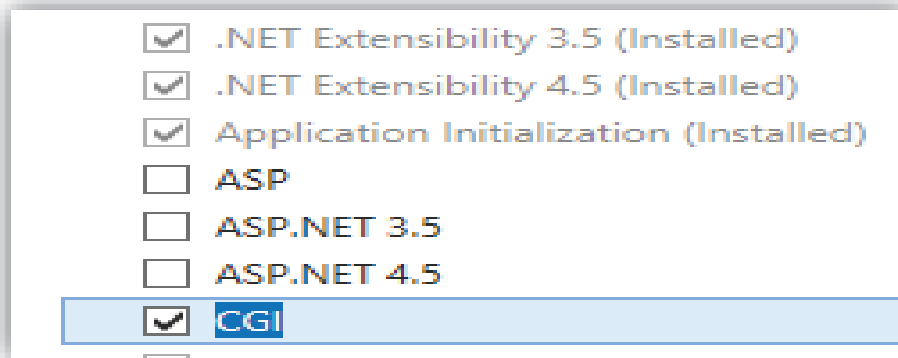 .NET Extensibility 3.5 (Installed)
.NET Extensibility 4.5 (Installed)
Application Initialization (Installed)
ASP
ASP.NET 3.5
ASP.NET 4.5
CGI